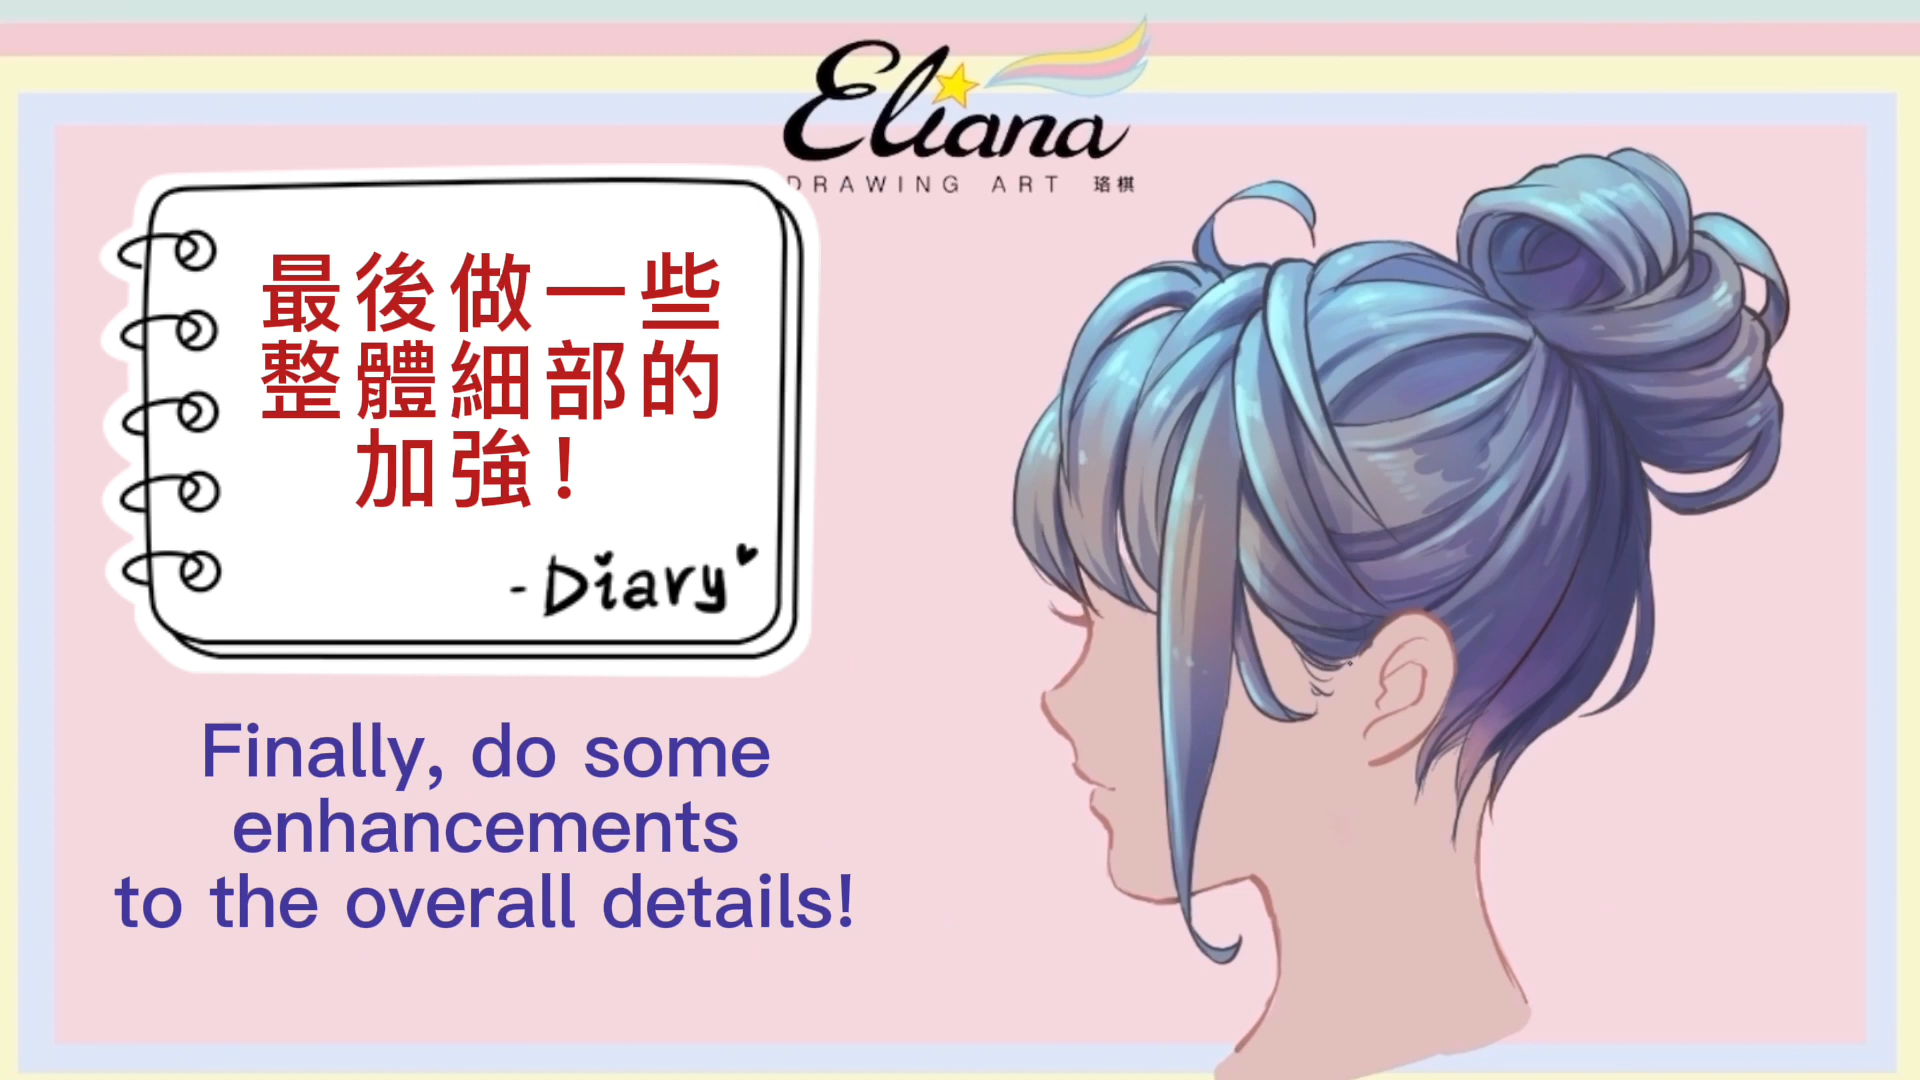 Eliana
DRAWING ART 珞棋
最後做一些
整體細部的
加強！
-Diary
Finally, do some
enhancements
to the overall details!